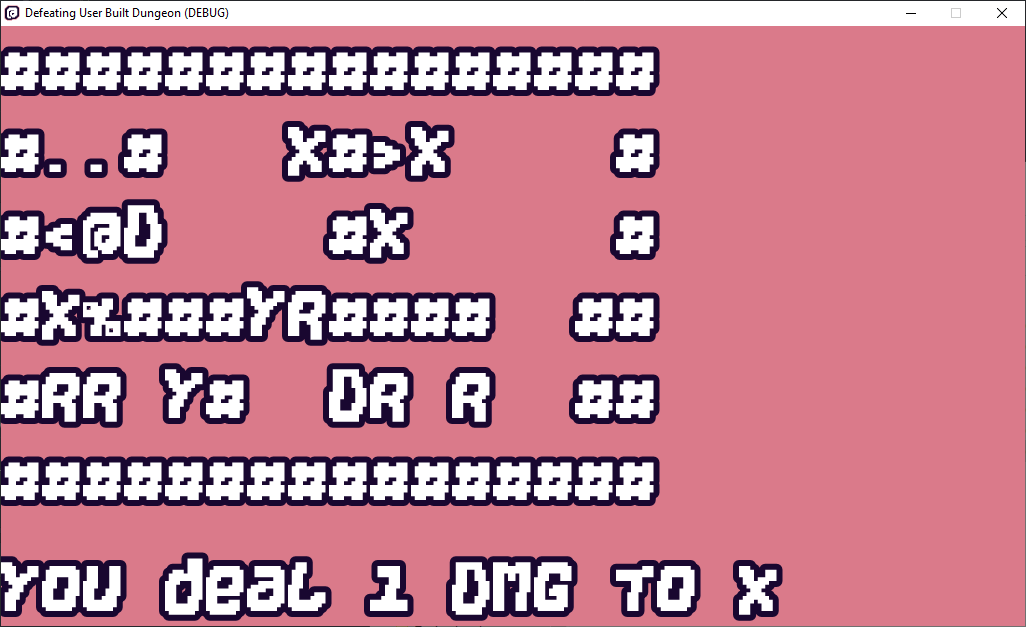 Defeating User Built Dungeon (DEBUG)
################
#..#   X#>X    #
#<@D    #X     #
#X%###YR####  ##
#RR Y#  DR R  ##
################
You deal 1 DMG to X